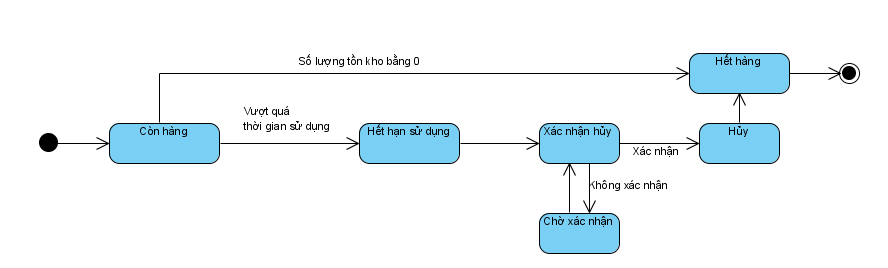 Số lượng tồn kho bằng 0
Hết hàng
Vượt quá
thời gian sử dụng
Còn hàng
Hết hạn sử dụng
Xác nhận hủy
Hủy
Xác nhận
Không xác nhận
Chờ xác nhận